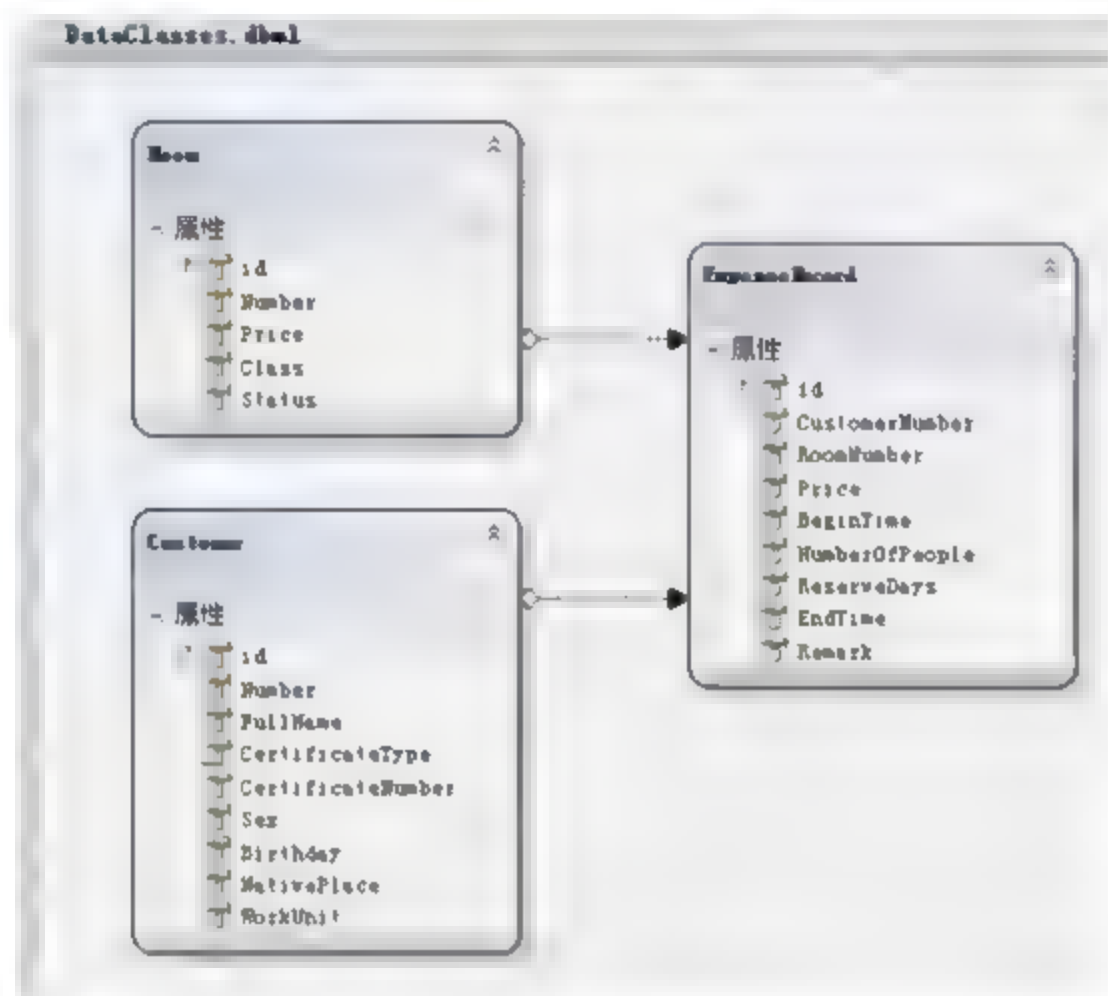 DataClasses.dbml
Room
属性
id
Number
Price
Class
Status
ExpenseRecord
属性
id
CustomerNumber
RoomNumber
Price
BeginTime
NumberOfPeople
ReserveDays
EndTime
Remark
Customer
属性
id
Number
FullName
CertificateType
CertificateNumber
Sex
Birthday
NativePlace
WorkUnit